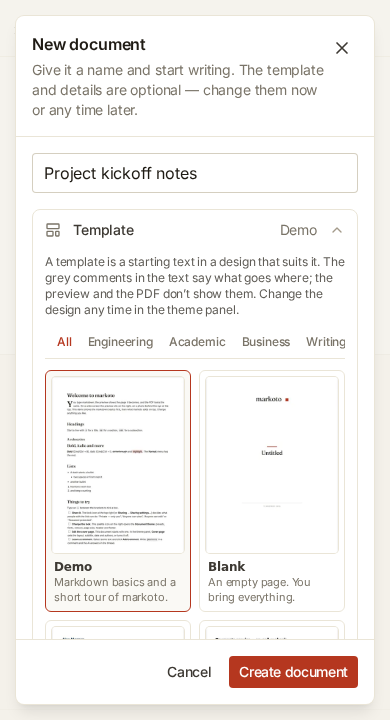 New document
Give it a name and start writing. The template
and details are optional — change them now
or any time later.
Project kickoff notes
Template
Demo
A template is a starting text in a design that suits it. The
grey comments in the text say what goes where; the
preview and the PDF don't show them. Change the
design any time in the theme panel.
All Engineering Academic Business Writing
Welcome to markoto
Headings
Bold, italic and more
Lists
Things to try
markoto
Untitled
Demo
Markdown basics and a
short tour of markoto.
Blank
An empty page. You
bring everything.
Cancel
Create document